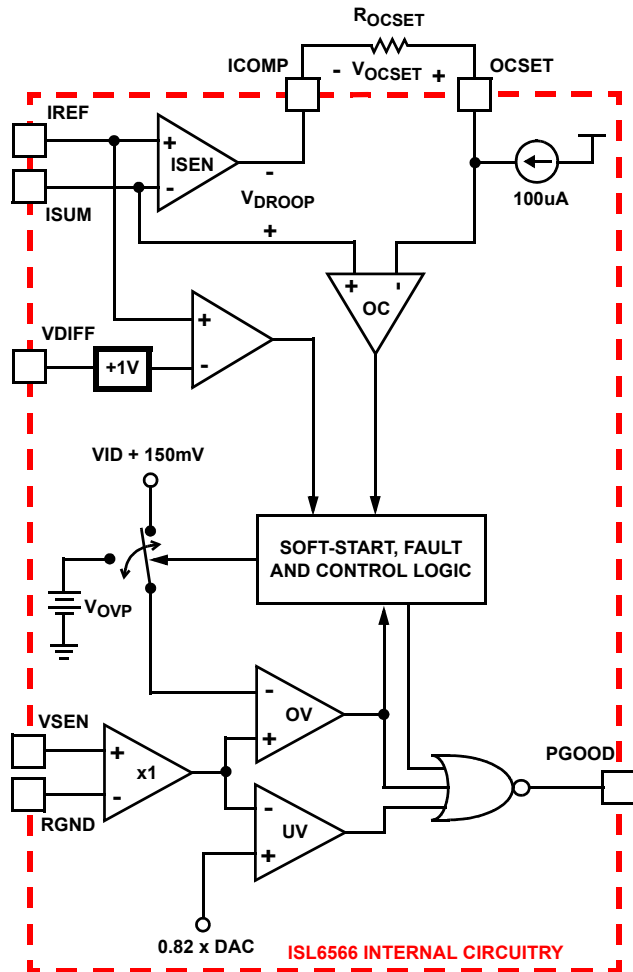 ROCSET
ICOMP
- VOCSET +
OCSET
IREF
+
ISEN
-
ISUM
-
VDROOP
+
100uA
+ -
OC
VDIFF
+1V
+
-
VID + 150mV
SOFT-START, FAULT
AND CONTROL LOGIC
VOVP
-
OV
+
VSEN
+
x1
-
RGND
-
UV
+
PGOOD
0.82 x DAC
ISL6566 INTERNAL CIRCUITRY